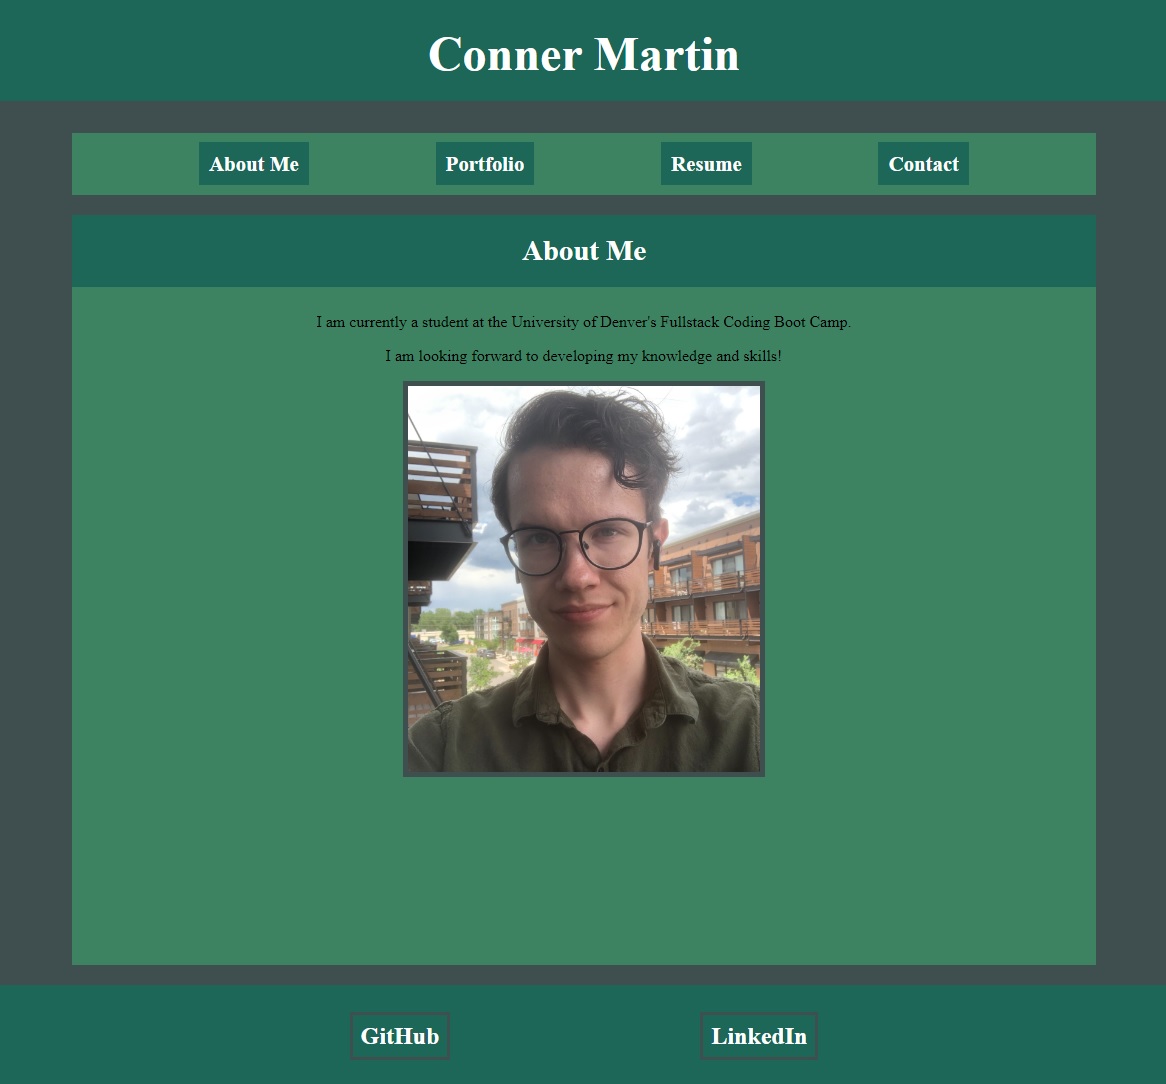 Conner Martin
About Me Portfolio Resume Contact
About Me
I am currently a student at the University of Denver's Fullstack Coding Boot Camp.
I am looking forward to developing my knowledge and skills!
GitHub LinkedIn